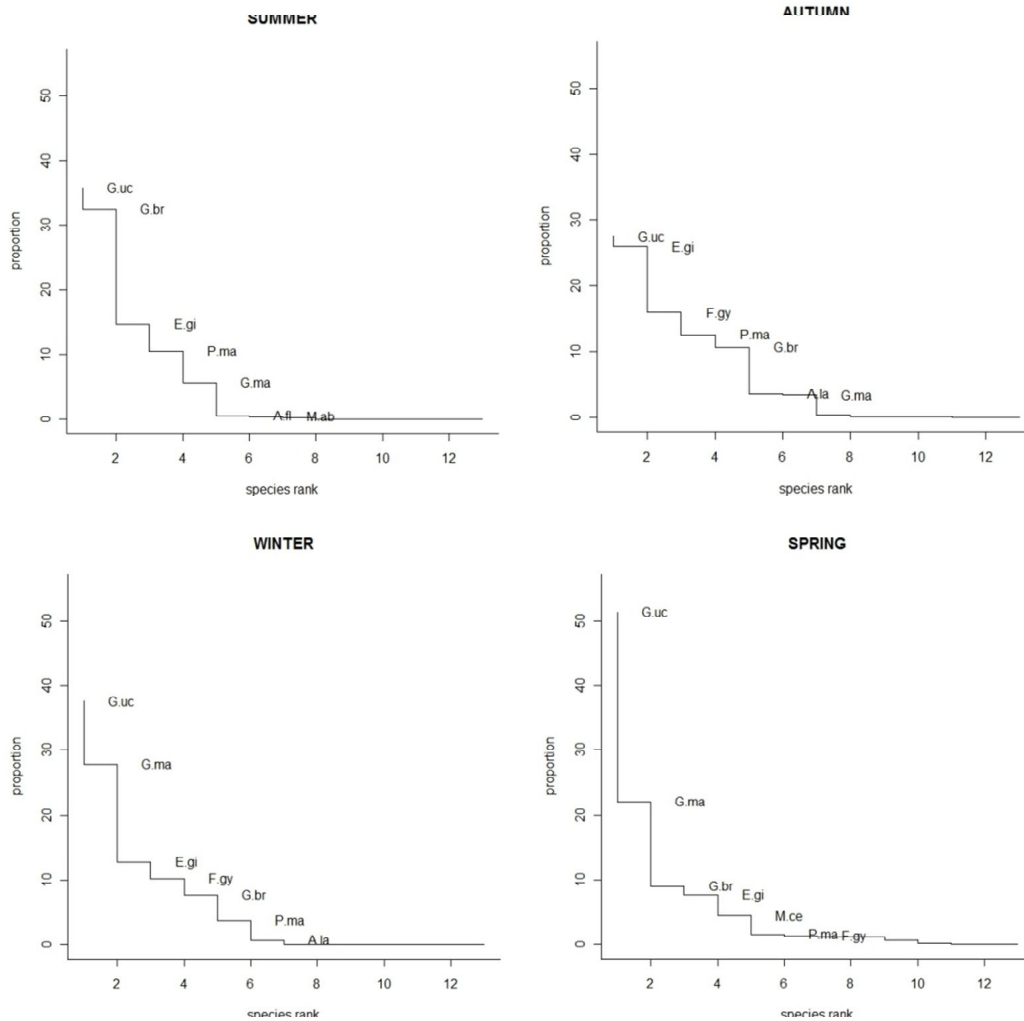 SUMMER
proportion
50
40
30
20
10
0
G.uc
G.br
E.gi
P.ma
G.ma
A.fl
M.ab
2 4 6 8 10 12
species rank
AUTUMN
proportion
50
40
30
20
10
0
G.uc
E.gi
F.gy
P.ma
G.br
A.la
G.ma
2 4 6 8 10 12
species rank
WINTER
proportion
50
40
30
20
10
0
G.uc
G.ma
E.gi
F.gy
G.br
P.ma
A.la
2 4 6 8 10 12
species rank
SPRING
proportion
50
40
30
20
10
0
G.uc
G.ma
G.br
E.gi
M.ce
P.ma
F.gy
2 4 6 8 10 12
species rank